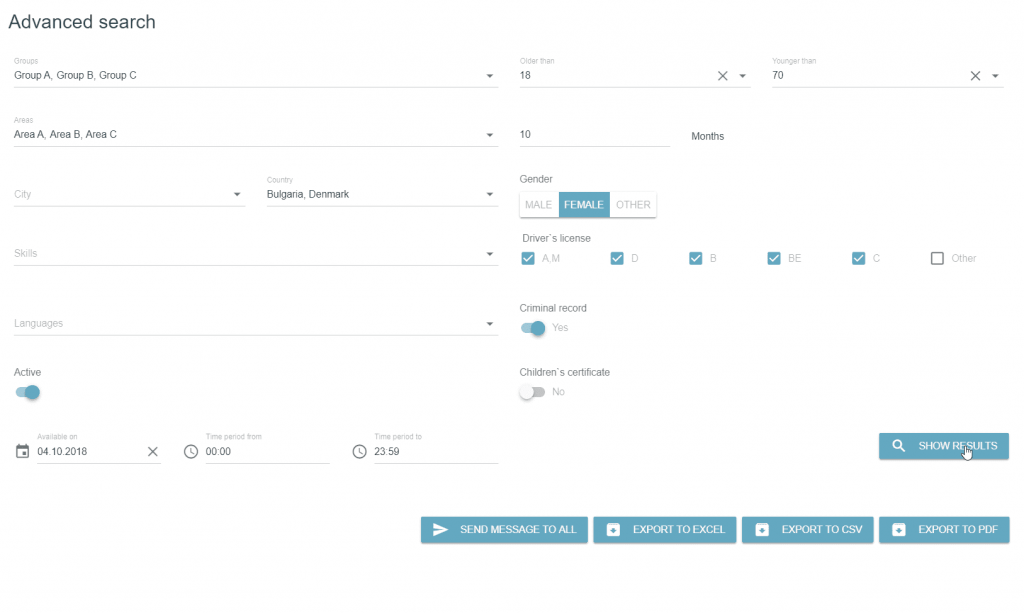 Advanced search
Groups
Group A, Group B, Group C
Older than
18
Younger than
70
Areas
Area A, Area B, Area C
10
Months
City
Country
Bulgaria, Denmark
Gender
MALE FEMALE OTHER
Skills
Driver`s license
A.M D B BE C Other
Languages
Criminal record
Yes
Active
Children`s certificate
No
Available on
04.10.2018
Time period from
00:00
Time period to
23:59
SHOW RESULTS
SEND MESSAGE TO ALL
EXPORT TO EXCEL
EXPORT TO CSV
EXPORT TO PDF